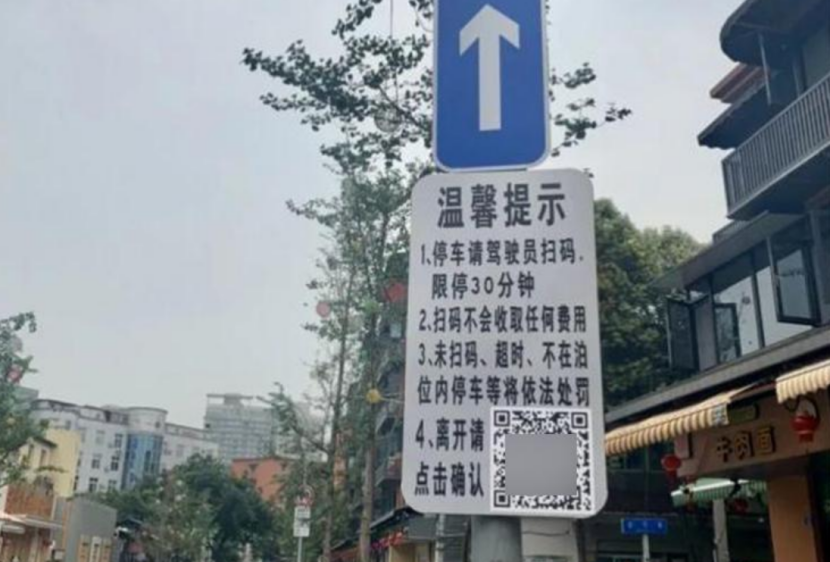 温馨提示
1、停车请驾驶员扫码.
限停30分钟
2、扫码不会收取任何费用
3、未扫码、超时、不在泊
位内停车等将依法处罚
4、离开请
点击确认
牛肉面